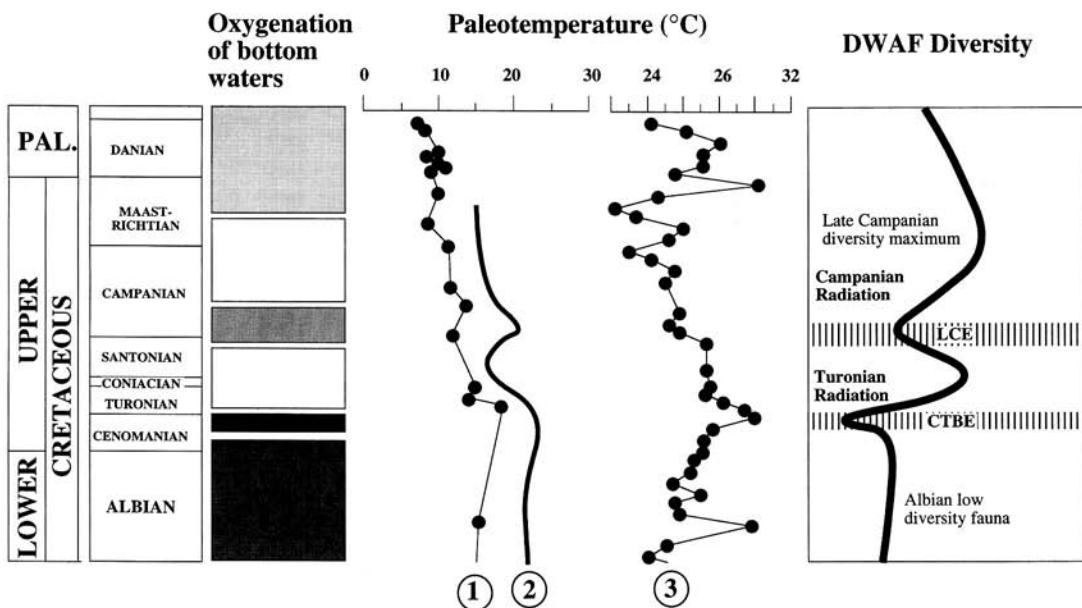 Oxygenation
of bottom
waters
Paleotemperature (°C)
DWAF Diversity
0 10 20 30
24 26 32
PAL.
DANIAN
UPPER
CRETACEOUS
LOWER
MAAST-
RICHTIAN
CAMPANIAN
SANTONIAN
CONIACIAN
TURONIAN
CENOMANIAN
ALBIAN
1
2
3
Late Campanian
diversity maximum
Campanian
Radiation
LCE
Turonian
Radiation
CTBE
Albian low
diversity fauna